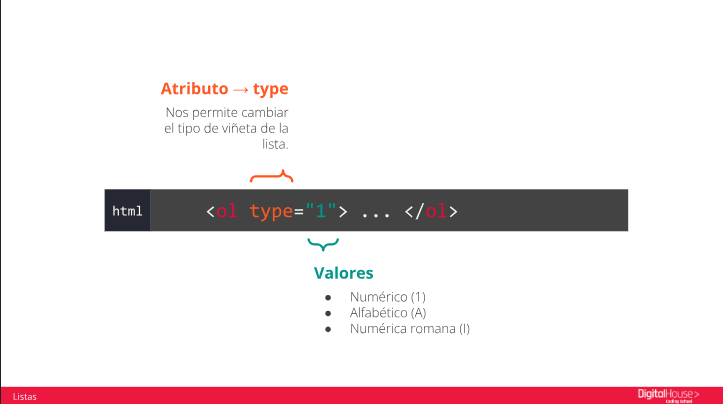 Atributo → type
Nos permite cambiar
el tipo de viñeta de la
lista.
html
<ol type="1"> ... </ol>
Valores
● Numérico (1)
● Alfabético (A)
● Numérica romana (I)
Listas
DigitalHouse>
Coding School